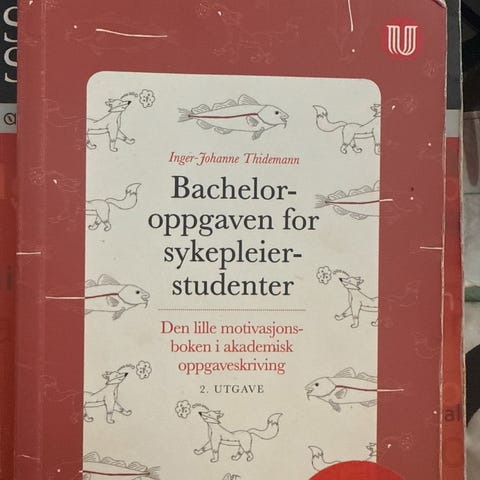 Inger-Johanne Thidemann
Bachelor-
oppgaven for
sykepleier-
studenter
Den lille motivasjons-
boken i akademisk
oppgaveskriving
2. UTGAVE